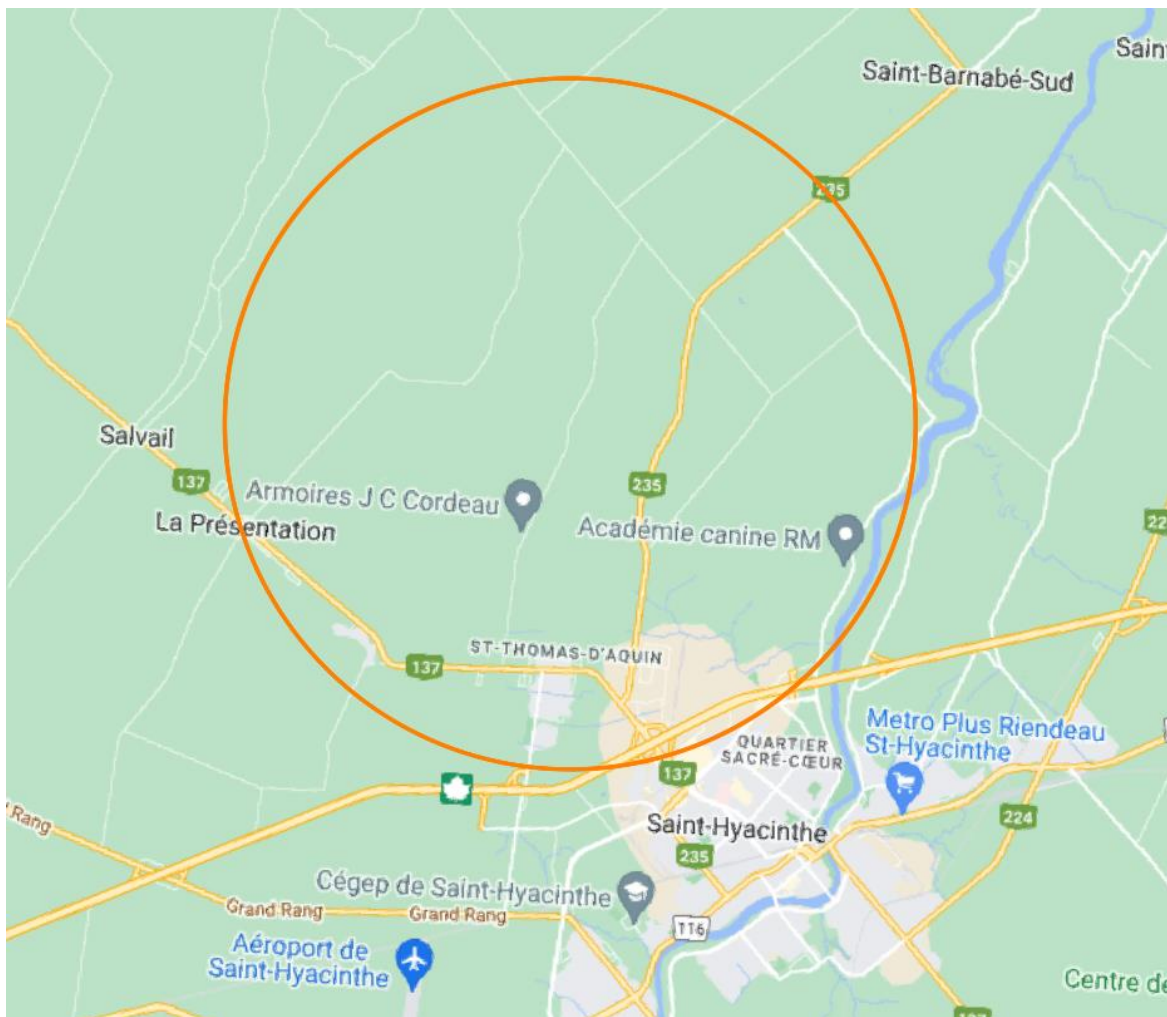 Saint-Barnabé-Sud
Sain
235
Salvail
137
Armoires J C Cordeau
235
La Présentation
Académie canine RM
22
ST-THOMAS-D'AQUIN
137
Metro Plus Riendeau
St-Hyacinthe
QUARTIER
SACRÉ-CŒUR
137
Rang
Saint-Hyacinthe
224
235
Cégep de Saint-Hyacinthe
Grand Rang
Grand Rang
116
Aéroport de
Saint-Hyacinthe
Centre de